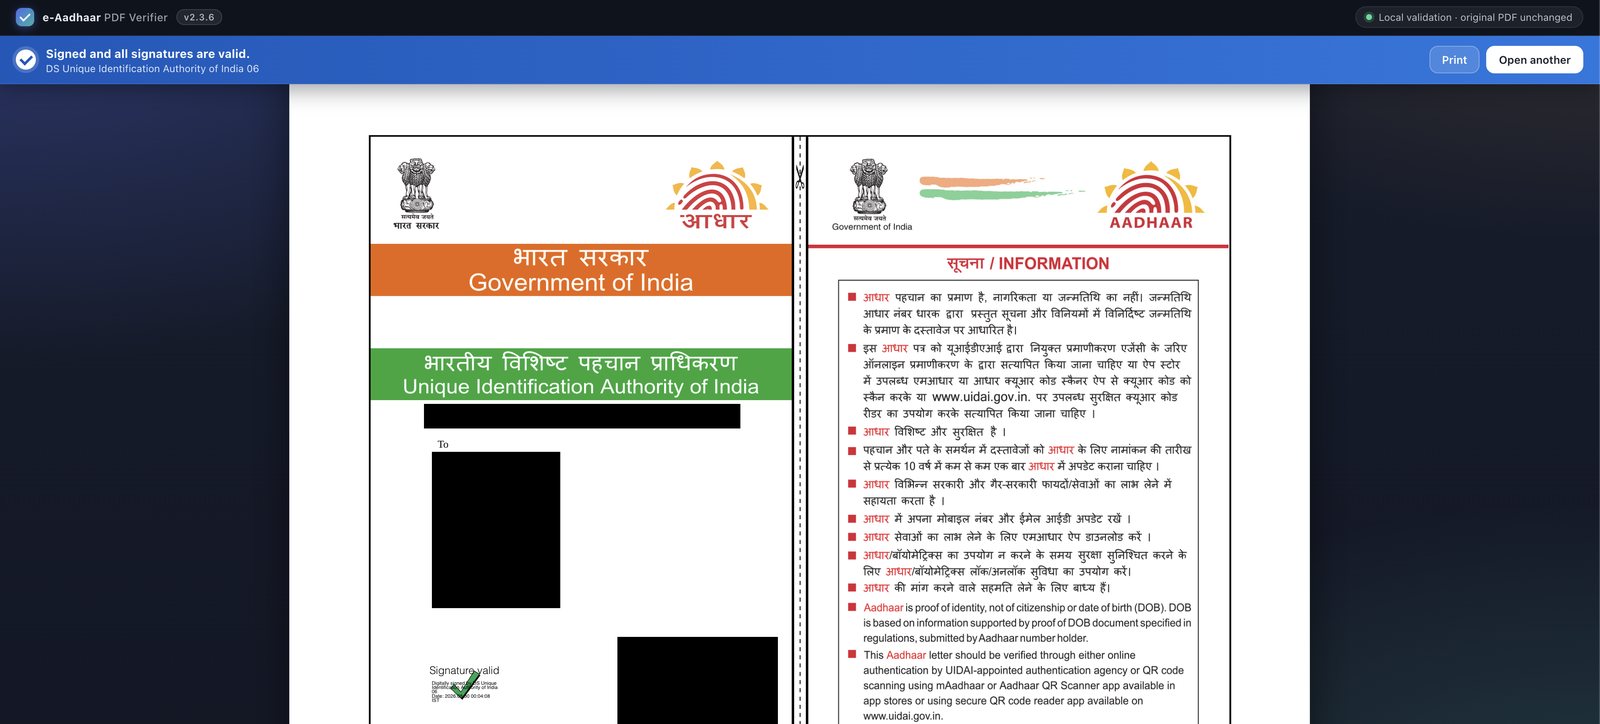 e-Aadhaar PDF Verifier v2.3.6
Local validation · original PDF unchanged
Signed and all signatures are valid.
DS Unique Identification Authority of India 06
Print
Open another
सत्यमेव जयते
भारत सरकार
आधार
भारत सरकार
Government of India
भारतीय विशिष्ट पहचान प्राधिकरण
Unique Identification Authority of India
To
Signature valid
Digitally signed by DS Unique
Identification Authority of India
06
IST
सत्यमेव जयते
Government of India
AADHAAR
सूचना / INFORMATION
आधार पहचान का प्रमाण है, नागरिकता या जन्मतिथि का नहीं। जन्मतिथि
आधार नंबर धारक द्वारा प्रस्तुत सूचना और विनियमों में विनिर्दिष्ट जन्मतिथि
के प्रमाण के दस्तावेज पर आधारित है।
इस आधार पत्र को यूआईडीएआई द्वारा नियुक्त प्रमाणीकरण एजेंसी के जरिए
ऑनलाइन प्रमाणीकरण के द्वारा सत्यापित किया जाना चाहिए या ऐप स्टोर
में उपलब्ध एमआधार या आधार क्यूआर कोड स्कैनर ऐप से क्यूआर कोड को
स्कैन करके या www.uidai.gov.in. पर उपलब्ध सुरक्षित क्यूआर कोड
रीडर का उपयोग करके सत्यापित किया जाना चाहिए ।
आधार विशिष्ट और सुरक्षित है ।
पहचान और पते के समर्थन में दस्तावेजों को आधार के लिए नामांकन की तारीख
से प्रत्येक 10 वर्ष में कम से कम एक बार आधार में अपडेट कराना चाहिए ।
आधार विभिन्न सरकारी और गैर-सरकारी फायदों/सेवाओं का लाभ लेने में
सहायता करता है ।
आधार में अपना मोबाइल नंबर और ईमेल आईडी अपडेट रखें ।
आधार सेवाओं का लाभ लेने के लिए एमआधार ऐप डाउनलोड करें ।
आधार/बॉयोमेट्रिक्स का उपयोग न करने के समय सुरक्षा सुनिश्चित करने के
लिए आधार/बॉयोमेट्रिक्स लॉक/अनलॉक सुविधा का उपयोग करें।
आधार की मांग करने वाले सहमति लेने के लिए बाध्य हैं।
Aadhaar is proof of identity, not of citizenship or date of birth (DOB). DOB
is based on information supported by proof of DOB document specified in
regulations, submitted by Aadhaar number holder.
This Aadhaar letter should be verified through either online
authentication by UIDAI-appointed authentication agency or QR code
scanning using mAadhaar or Aadhaar QR Scanner app available in
app stores or using secure QR code reader app available on
www.uidai.gov.in.